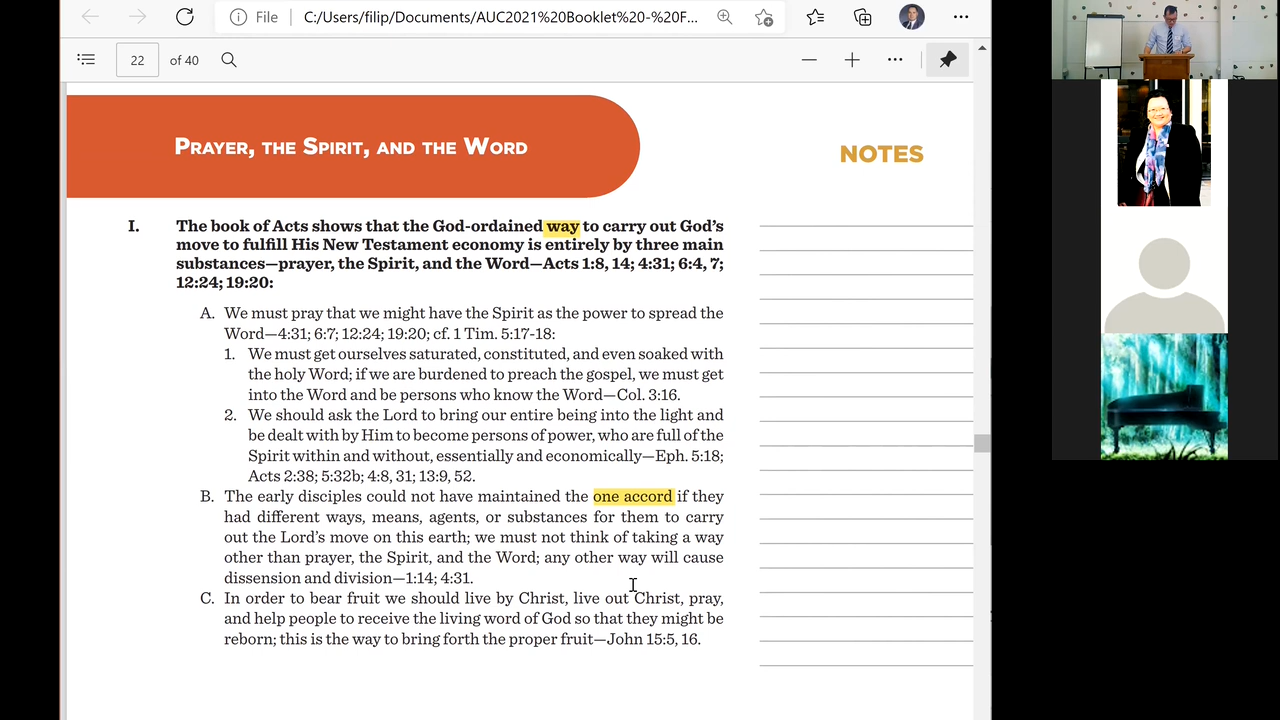 File
C:/Users/filip/Documents/AUC2021%20Booklet%20-%20F...
22 of 40
PRAYER, THE SPIRIT, AND THE WORD
NOTES
I. The book of Acts shows that the God-ordained way to carry out God's
move to fulfill His New Testament economy is entirely by three main
substances—prayer, the Spirit, and the Word—Acts 1:8, 14; 4:31; 6:4, 7;
12:24; 19:20:
A. We must pray that we might have the Spirit as the power to spread the
Word—4:31; 6:7; 12:24; 19:20; cf. 1 Tim. 5:17-18:
1. We must get ourselves saturated, constituted, and even soaked with
the holy Word; if we are burdened to preach the gospel, we must get
into the Word and be persons who know the Word—Col. 3:16.
2. We should ask the Lord to bring our entire being into the light and
be dealt with by Him to become persons of power, who are full of the
Spirit within and without, essentially and economically—Eph. 5:18;
Acts 2:38; 5:32b; 4:8, 31; 13:9, 52.
B. The early disciples could not have maintained the one accord if they
had different ways, means, agents, or substances for them to carry
out the Lord's move on this earth; we must not think of taking a way
other than prayer, the Spirit, and the Word; any other way will cause
dissension and division—1:14; 4:31.
C. In order to bear fruit we should live by Christ, live out Christ, pray,
and help people to receive the living word of God so that they might be
reborn; this is the way to bring forth the proper fruit—John 15:5, 16.